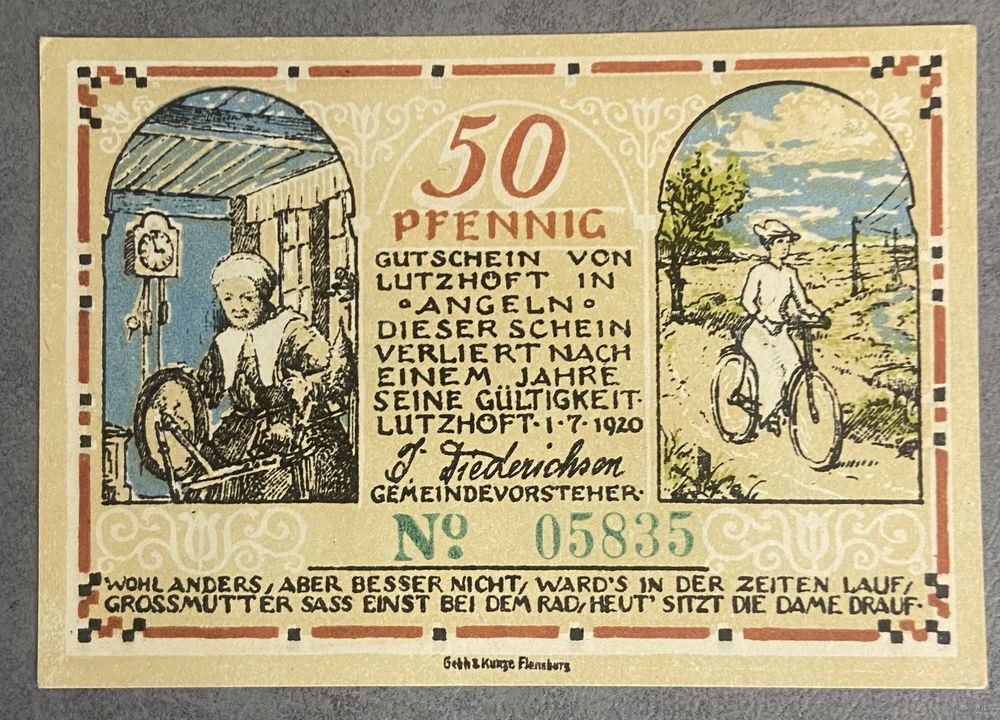 50
PFENNIG
GUTSCHEIN VON
LUTZHÖFT IN
ANGELN
DIESER SCHEIN
VERLIERT NACH
EINEM JAHRE
SEINE GÜLTIGKEIT.
LUTZHÖFT·1·7·1920
J. Diederichsen
GEMEINDEVORSTEHER.
No. 05835
WOHL ANDERS, ABER BESSER NICHT, WARD'S IN DER ZEITEN LAUF,
GROSSMUTTER SASS EINST BEI DEM RAD, HEUT' SITZT DIE DAME DRAUF.
Gebh & Kunze Flensburg